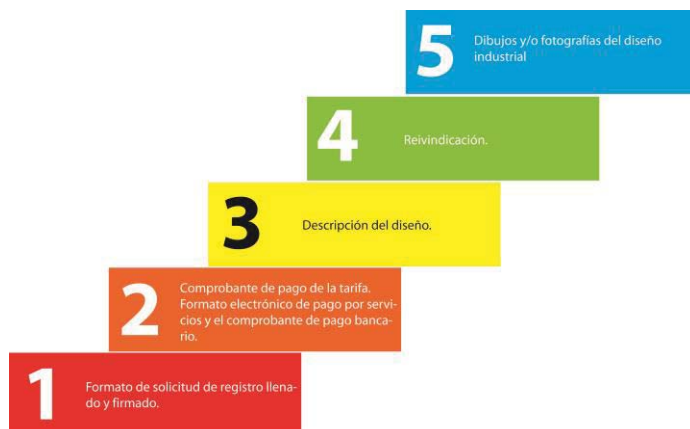 5
Dibujos y/o fotografías del diseño
industrial
4
Reivindicación.
3
Descripción del diseño.
2
Comprobante de pago de la tarifa.
Formato electrónico de pago por servi-
cios y el comprobante de pago banca-
rio.
1
Formato de solicitud de registro llena-
do y firmado.